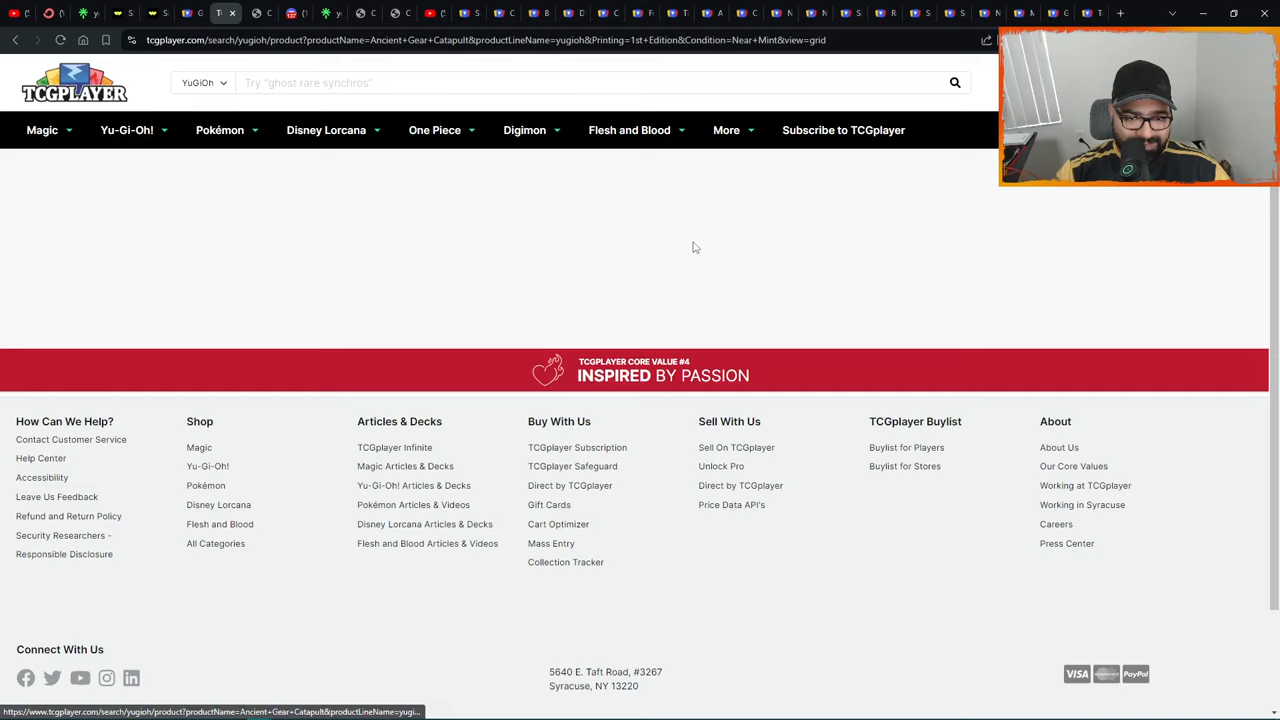 tcgplayer.com/search/yugioh/product?productName=Ancient+Gear+Catapult&productLineName=yugioh&Printing=1st+Edition&Condition=Near+Mint&view=grid
TCGPLAYER
YuGiOh
Try "ghost rare synchros"
Magic
Yu-Gi-Oh!
Pokémon
Disney Lorcana
One Piece
Digimon
Flesh and Blood
More
Subscribe to TCGplayer
TCGPLAYER CORE VALUE #4
INSPIRED BY PASSION
How Can We Help?
Contact Customer Service
Help Center
Accessibility
Leave Us Feedback
Refund and Return Policy
Security Researchers -
Responsible Disclosure
Shop
Magic
Yu-Gi-Oh!
Pokémon
Disney Lorcana
Flesh and Blood
All Categories
Articles & Decks
TCGplayer Infinite
Magic Articles & Decks
Yu-Gi-Oh! Articles & Decks
Pokémon Articles & Videos
Disney Lorcana Articles & Decks
Flesh and Blood Articles & Videos
Buy With Us
TCGplayer Subscription
TCGplayer Safeguard
Direct by TCGplayer
Gift Cards
Cart Optimizer
Mass Entry
Collection Tracker
Sell With Us
Sell On TCGplayer
Unlock Pro
Direct by TCGplayer
Price Data API's
TCGplayer Buylist
Buylist for Players
Buylist for Stores
About
About Us
Our Core Values
Working at TCGplayer
Working in Syracuse
Careers
Press Center
Connect With Us
5640 E. Taft Road, #3267
Syracuse, NY 13220
VISA
PayPal
https://www.tcgplayer.com/search/yugioh/product?productName=Ancient+Gear+Catapult&productLineName=yugi...